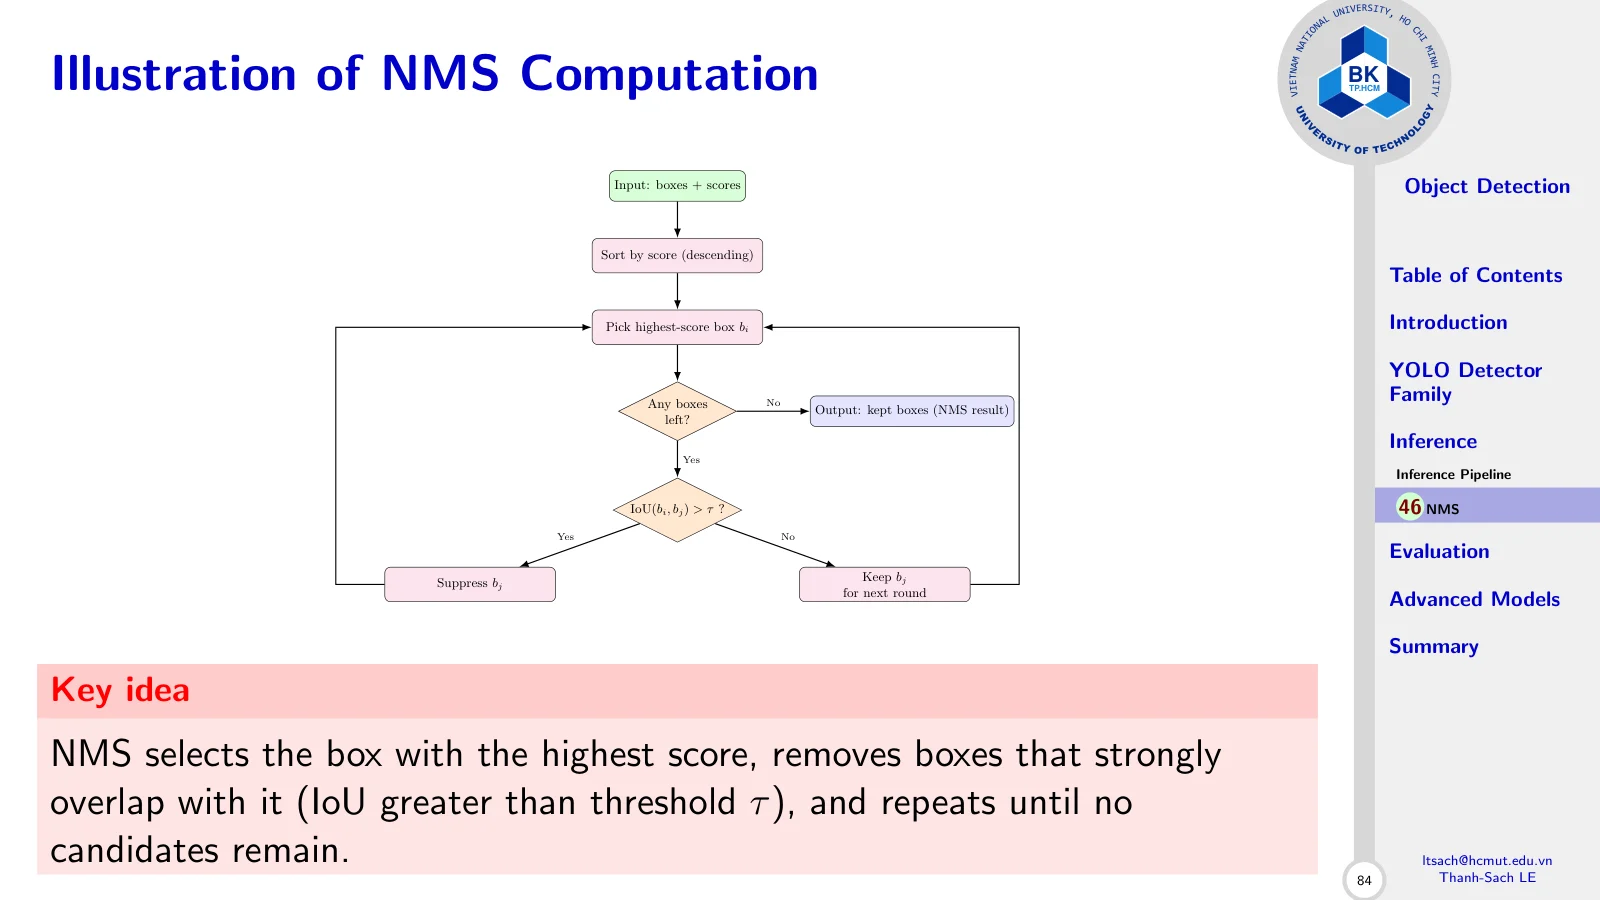 Illustration of NMS Computation
Input: boxes + scores
Sort by score (descending)
Pick highest-score box b_i
Any boxes
left?
No
Output: kept boxes (NMS result)
Yes
IoU(b_i, b_j) > τ ?
Yes
No
Suppress b_j
Keep b_j
for next round
Key idea
NMS selects the box with the highest score, removes boxes that strongly
overlap with it (IoU greater than threshold τ), and repeats until no
candidates remain.
VIETNAM NATIONAL UNIVERSITY, HO CHI MINH CITY
BK
TP.HCM
UNIVERSITY OF TECHNOLOGY
Object Detection
Table of Contents
Introduction
YOLO Detector
Family
Inference
Inference Pipeline
46 NMS
Evaluation
Advanced Models
Summary
ltsach@hcmut.edu.vn
Thanh-Sach LE
84